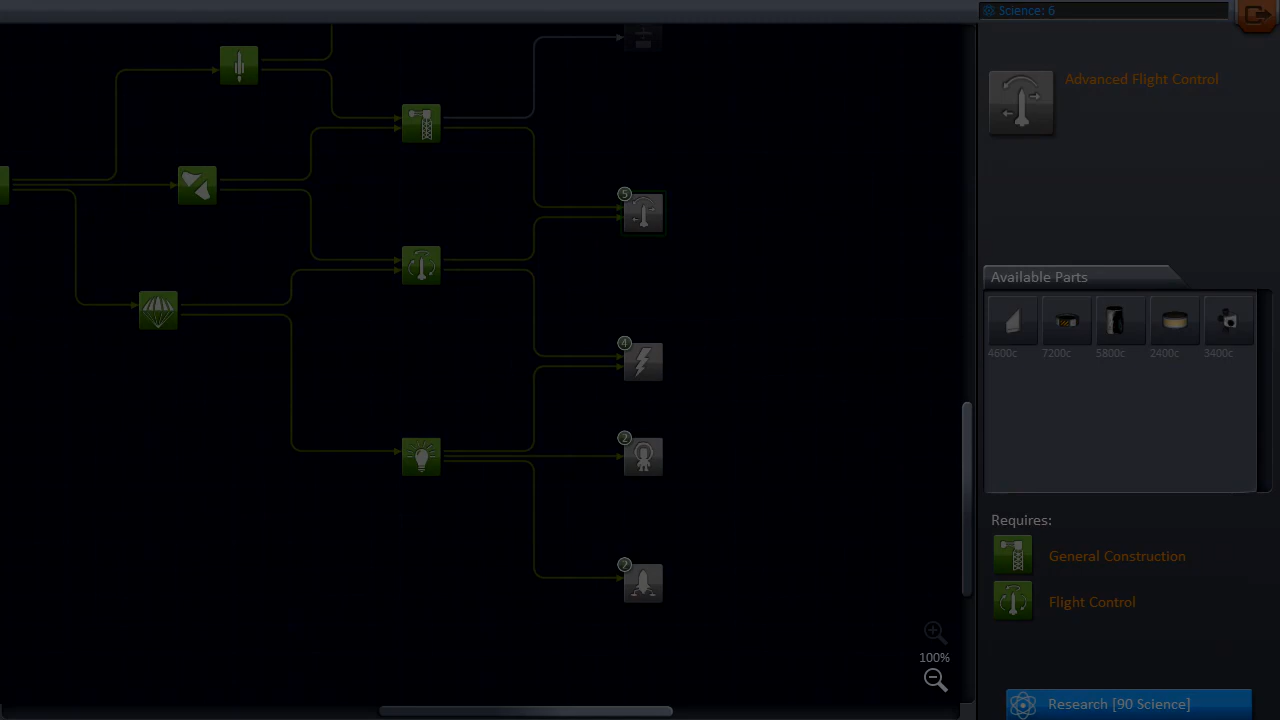 Science: 6
Advanced Flight Control
5
4
2
2
Available Parts
4600c 7200c 5800c 2400c 3400c
Requires:
General Construction
Flight Control
100%
Research [90 Science]